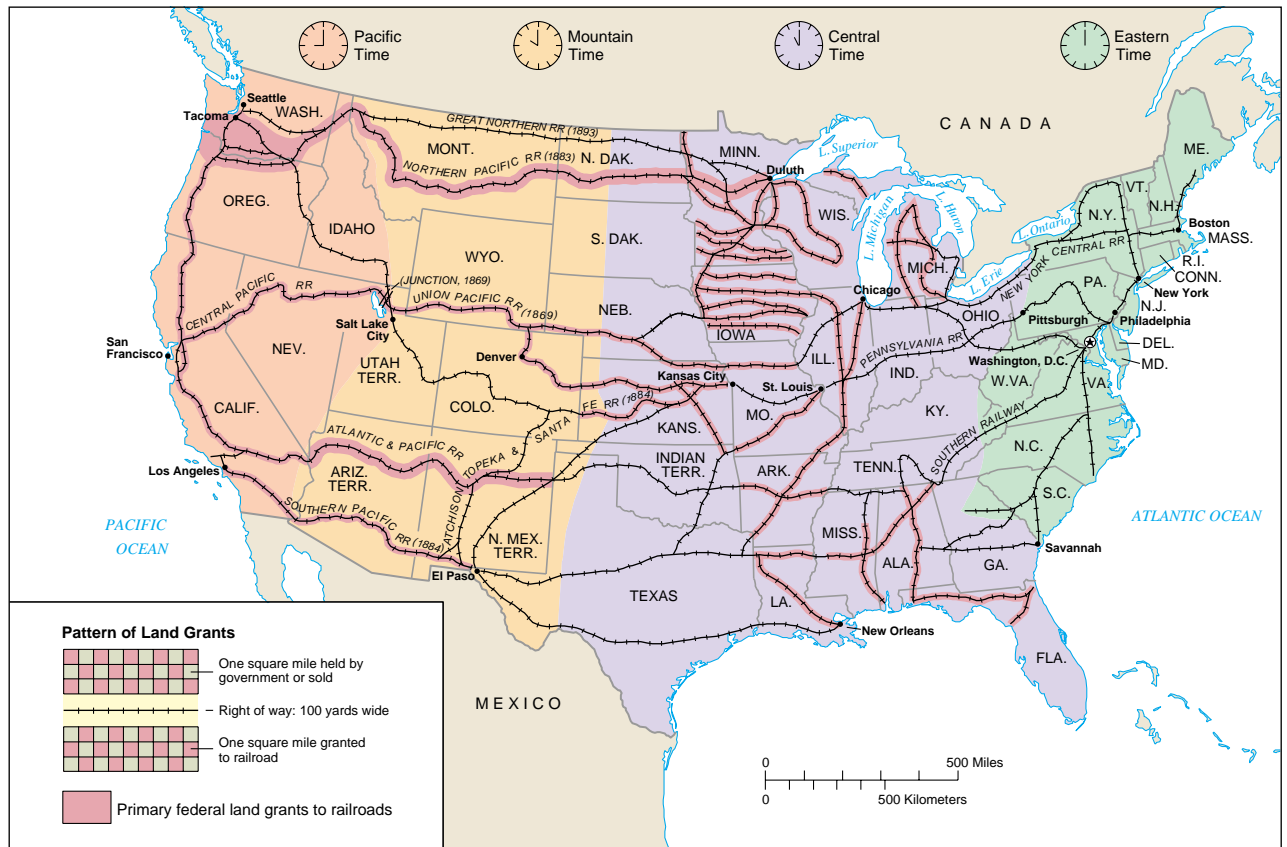 Pacific
Time
Mountain
Time
Central
Time
Eastern
Time
CANADA
Seattle
Tacoma
WASH.
GREAT NORTHERN RR (1893)
MONT.
N. DAK.
NORTHERN PACIFIC RR (1883)
MINN.
L. Superior
Duluth
ME.
VT.
N.H.
N.Y.
Boston
MASS.
OREG.
IDAHO
WIS.
L. Michigan
L. Huron
L. Ontario
NEW YORK CENTRAL RR
R.I.
CONN.
S. DAK.
WYO.
MICH.
L. Erie
PA.
New York
N.J.
(JUNCTION, 1869)
CENTRAL PACIFIC RR
UNION PACIFIC RR (1869)
NEB.
Chicago
OHIO
Pittsburgh
Philadelphia
Salt Lake
City
IOWA
San
Francisco
NEV.
UTAH
TERR.
Denver
ILL.
PENNSYLVANIA RR
DEL.
MD.
Washington, D.C.
Kansas City
St. Louis
IND.
W.VA.
VA.
CALIF.
COLO.
ATCHISON TOPEKA & SANTA FE RR (1884)
KANS.
MO.
KY.
SOUTHERN RAILWAY
ATLANTIC & PACIFIC RR
N.C.
Los Angeles
ARIZ.
TERR.
INDIAN
TERR.
ARK.
TENN.
S.C.
PACIFIC
OCEAN
SOUTHERN PACIFIC
RR (1884)
N. MEX.
TERR.
MISS.
ALA.
GA.
ATLANTIC OCEAN
Savannah
El Paso
TEXAS
LA.
New Orleans
FLA.
MEXICO
Pattern of Land Grants
One square mile held by
government or sold
Right of way: 100 yards wide
One square mile granted
to railroad
Primary federal land grants to railroads
0 500 Miles
0 500 Kilometers